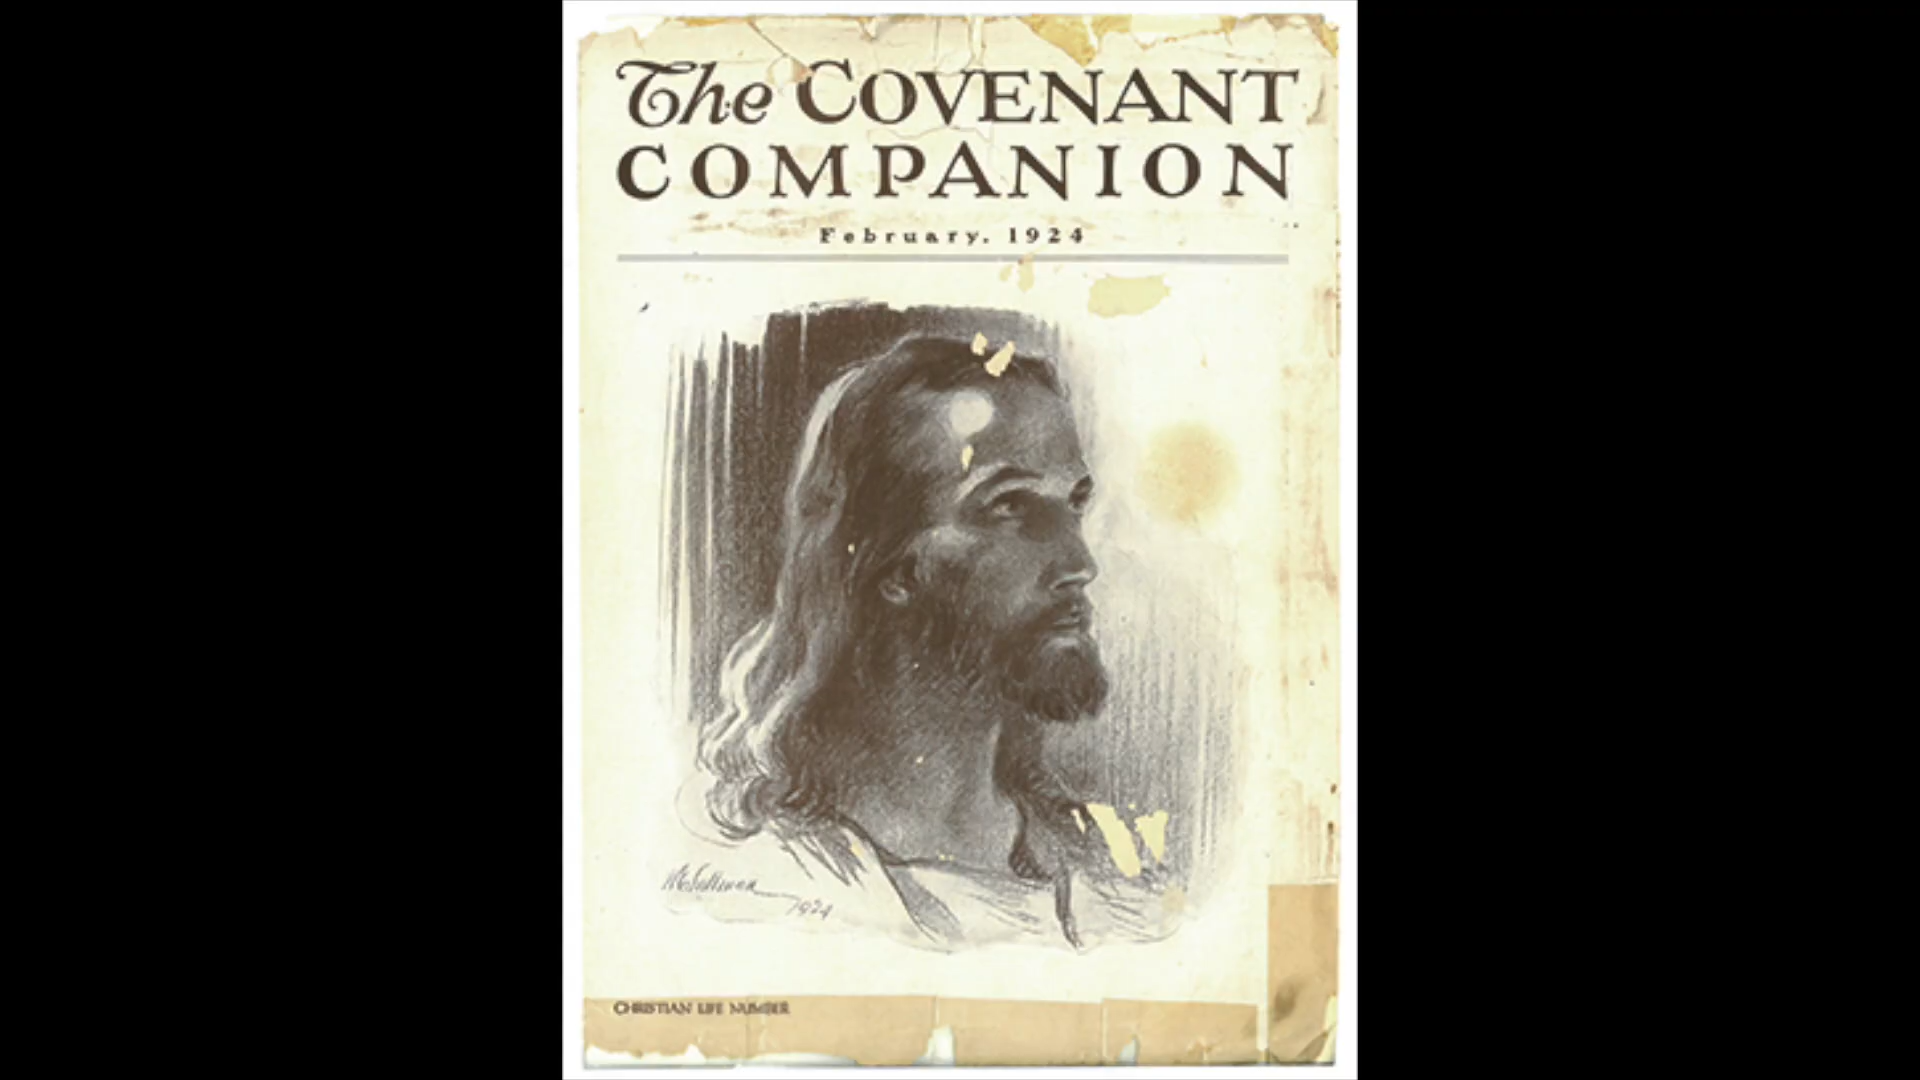 The COVENANT
COMPANION
February, 1924
1924
CHRISTIAN LIFE NUMBER